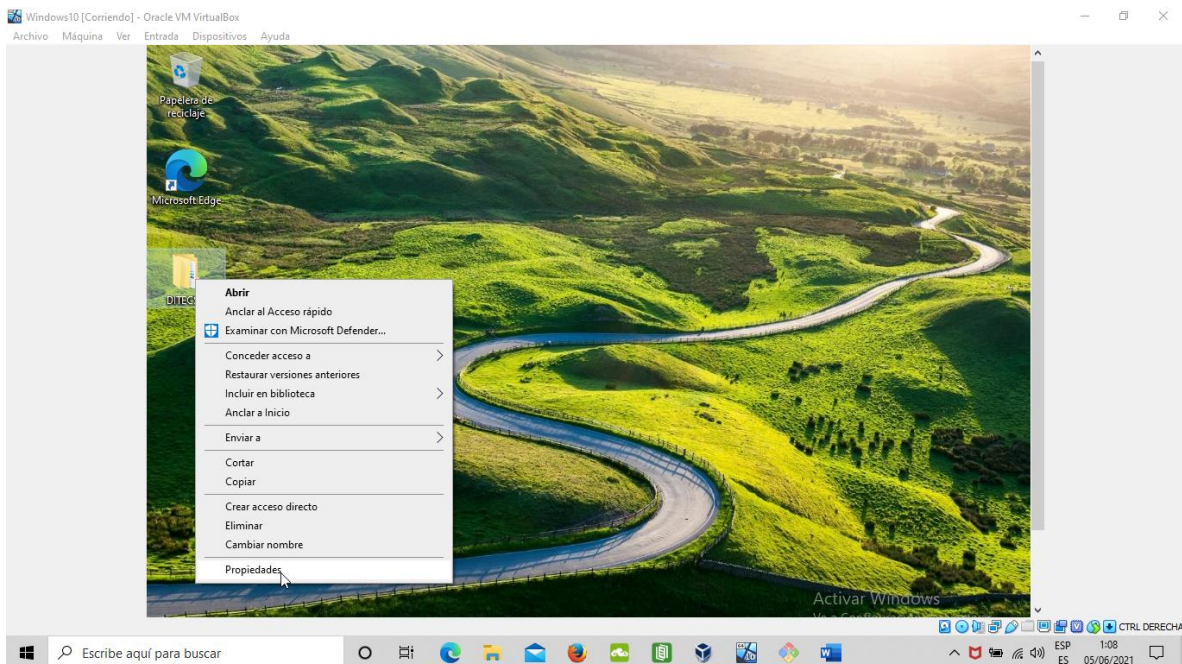 Windows10 [Corriendo] - Oracle VM VirtualBox
Archivo Máquina Ver Entrada Dispositivos Ayuda
Papelera de
reciclaje
Microsoft Edge
Abrir
Anclar al Acceso rápido
Examinar con Microsoft Defender...
Conceder acceso a
Restaurar versiones anteriores
Incluir en biblioteca
Anclar a Inicio
Enviar a
Cortar
Copiar
Crear acceso directo
Eliminar
Cambiar nombre
Propiedades
Activar Windows
CTRL DERECHA
Escribe aquí para buscar
ESP
ES
1:08
05/06/2021